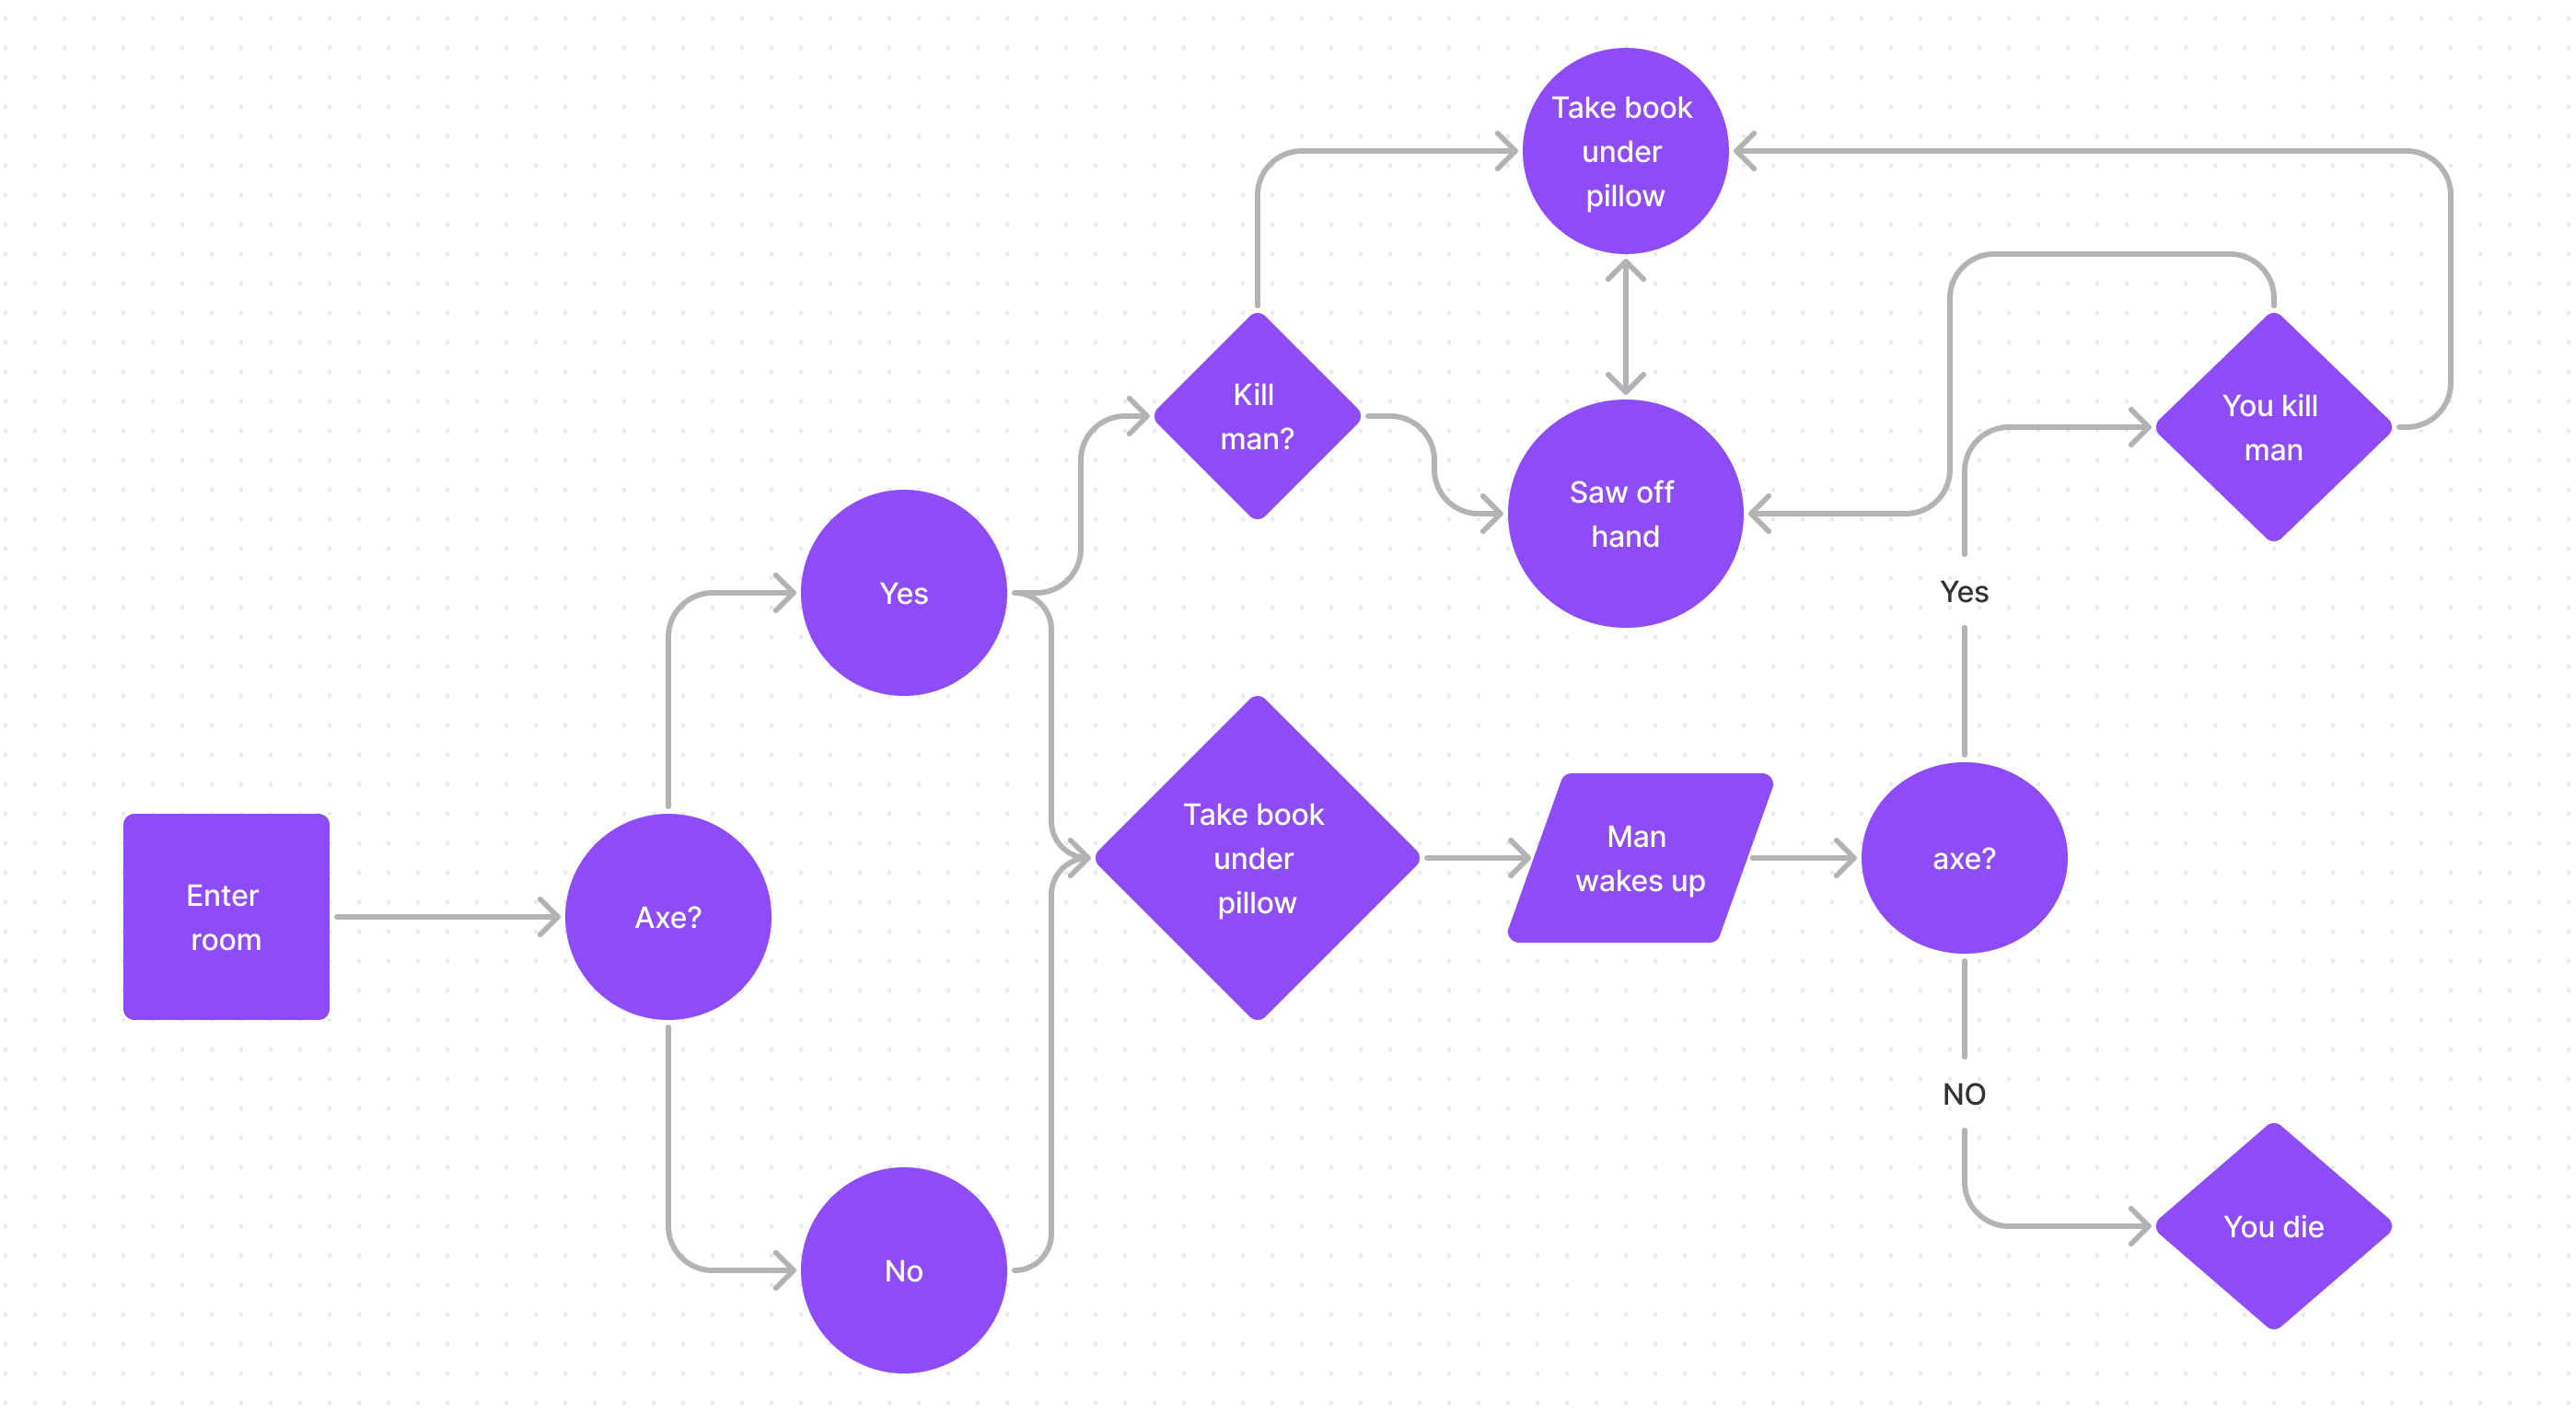 Take book
under
pillow
Kill
man?
You kill
man
Saw off
hand
Yes
Yes
Take book
under
pillow
Man
wakes up
axe?
Enter
room
Axe?
NO
You die
No